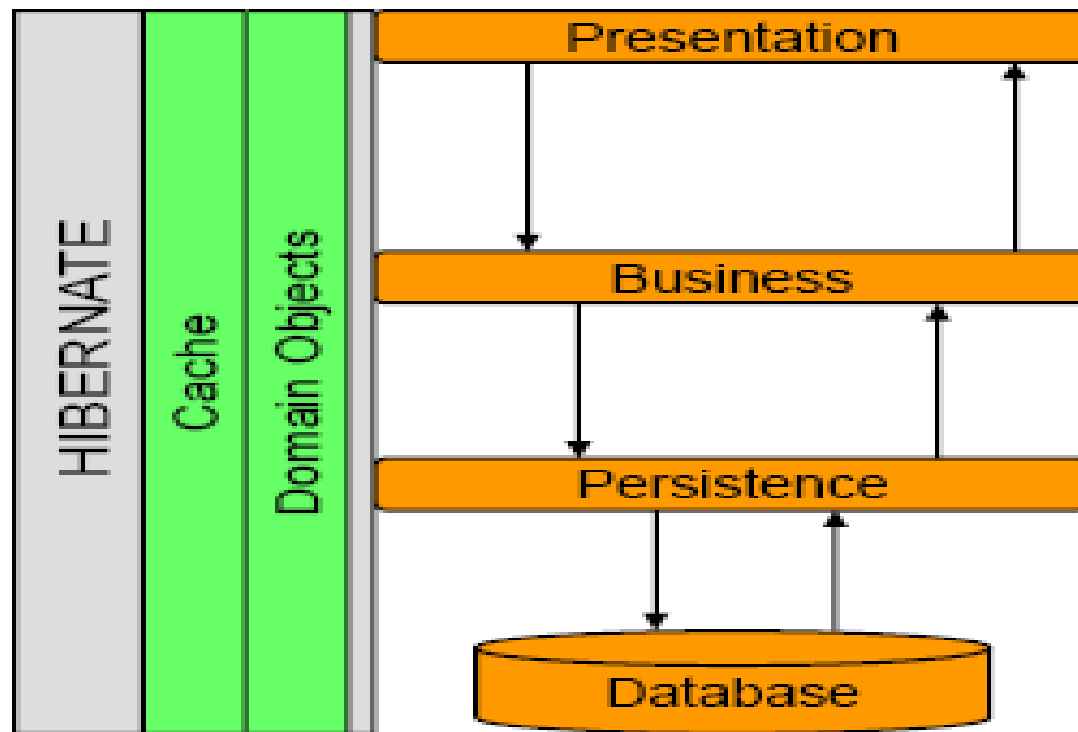 HIBERNATE
Cache
Domain Objects
Presentation
Business
Persistence
Database